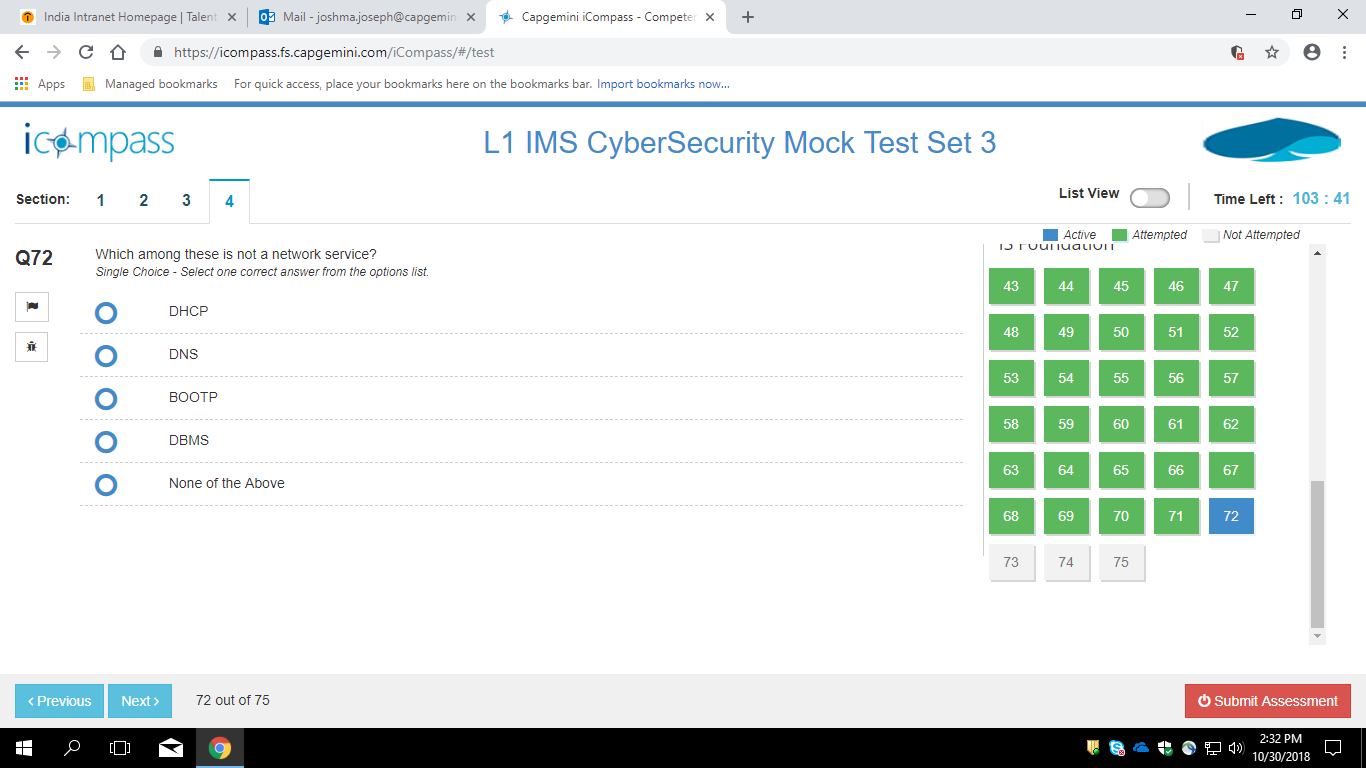 India Intranet Homepage | Talent
Mail - joshma.joseph@capgemin
Capgemini iCompass - Competen
https://icompass.fs.capgemini.com/iCompass/#/test
Apps
Managed bookmarks
For quick access, place your bookmarks here on the bookmarks bar. Import bookmarks now...
icompass
L1 IMS CyberSecurity Mock Test Set 3
Section: 1 2 3 4
List View
Time Left : 103 : 41
Active Attempted Not Attempted
IS Foundation
Q72
Which among these is not a network service?
Single Choice - Select one correct answer from the options list.
DHCP
DNS
BOOTP
DBMS
None of the Above
43 44 45 46 47
48 49 50 51 52
53 54 55 56 57
58 59 60 61 62
63 64 65 66 67
68 69 70 71 72
73 74 75
Previous
Next
72 out of 75
Submit Assessment
2:32 PM
10/30/2018